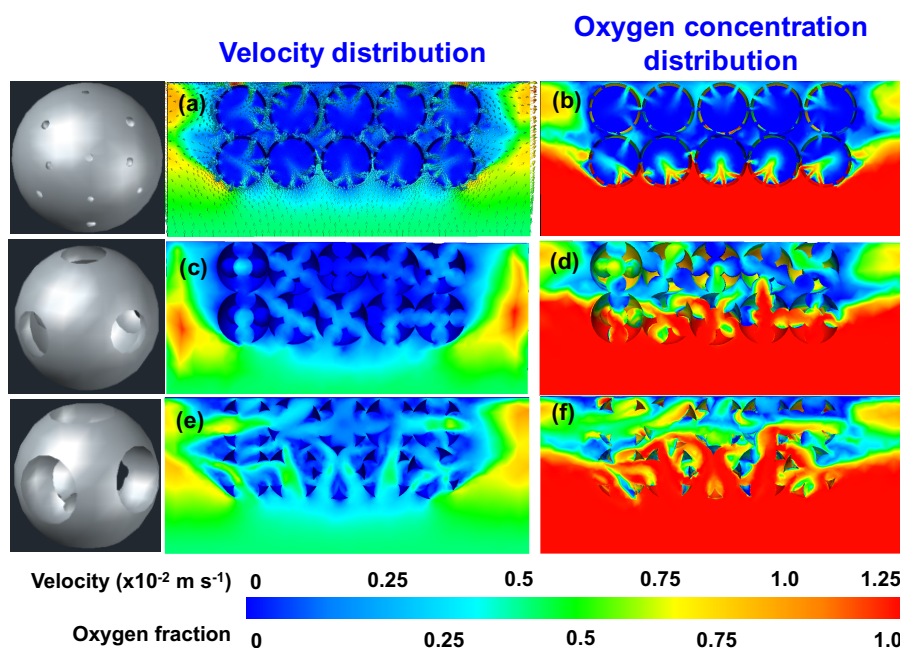 Velocity distribution
Oxygen concentration
distribution
(a)
(b)
(c)
(d)
(e)
(f)
Velocity (x10⁻² m s⁻¹) 0 0.25 0.5 0.75 1.0 1.25
Oxygen fraction 0 0.25 0.5 0.75 1.0